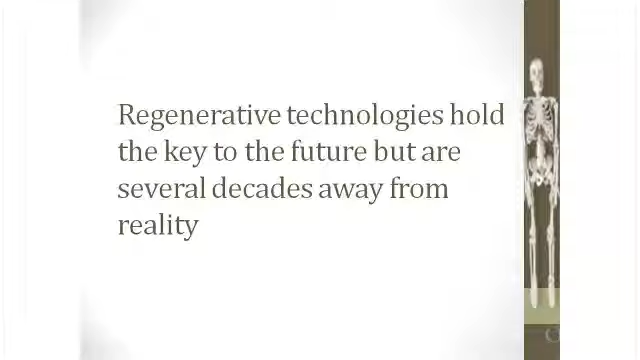 Regenerative technologies hold
the key to the future but are
several decades away from
reality